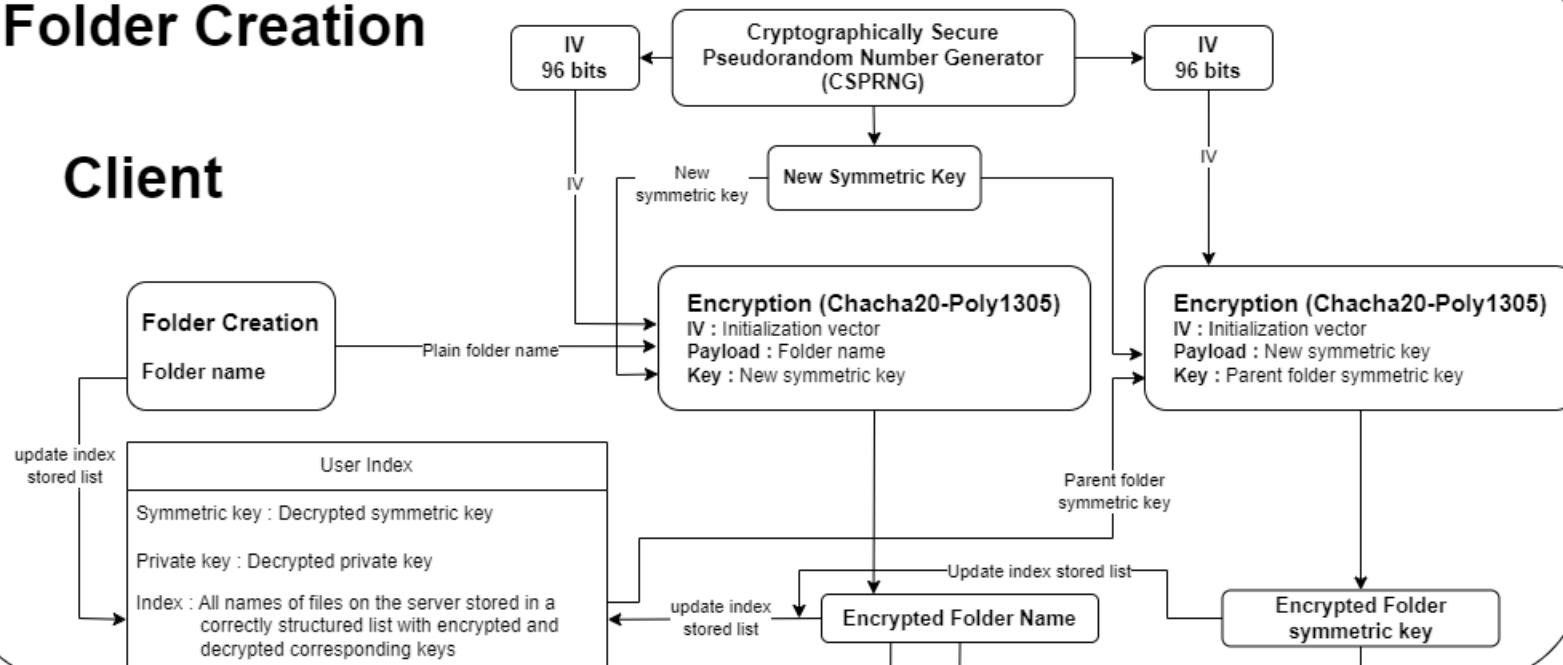 Folder Creation
Client
IV
96 bits
Cryptographically Secure
Pseudorandom Number Generator
(CSPRNG)
IV
96 bits
IV
IV
New
symmetric key
New Symmetric Key
Folder Creation
Folder name
Plain folder name
Encryption (Chacha20-Poly1305)
IV : Initialization vector
Payload : Folder name
Key : New symmetric key
Encryption (Chacha20-Poly1305)
IV : Initialization vector
Payload : New symmetric key
Key : Parent folder symmetric key
update index
stored list
User Index
Symmetric key : Decrypted symmetric key
Private key : Decrypted private key
Index : All names of files on the server stored in a
correctly structured list with encrypted and
decrypted corresponding keys
Parent folder
symmetric key
Update index stored list
update index
stored list
Encrypted Folder Name
Encrypted Folder
symmetric key